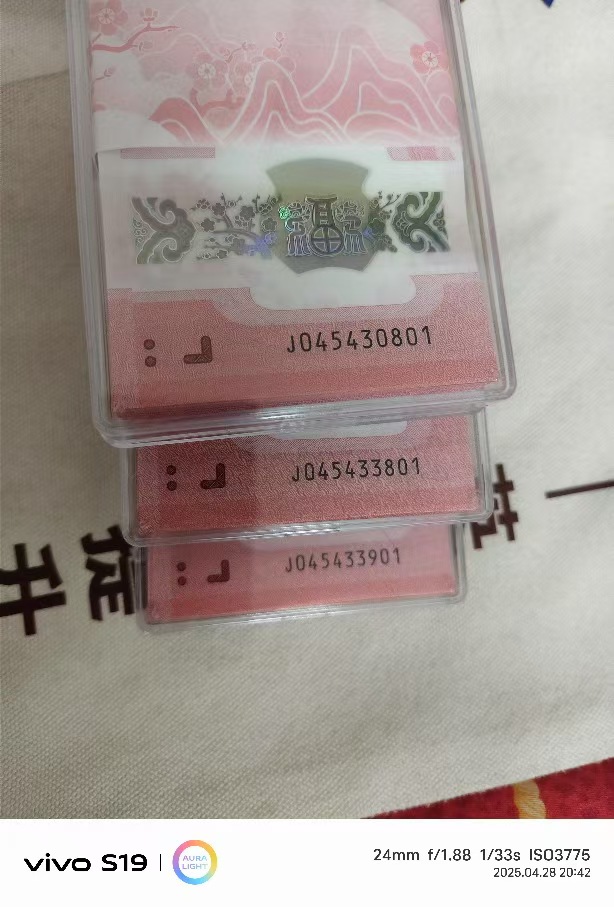 J045430801
J045433801
J045433901
提
升
vivo S19
AURA
LIGHT
24mm f/1.88 1/33s ISO3775
2025.04.28 20:42